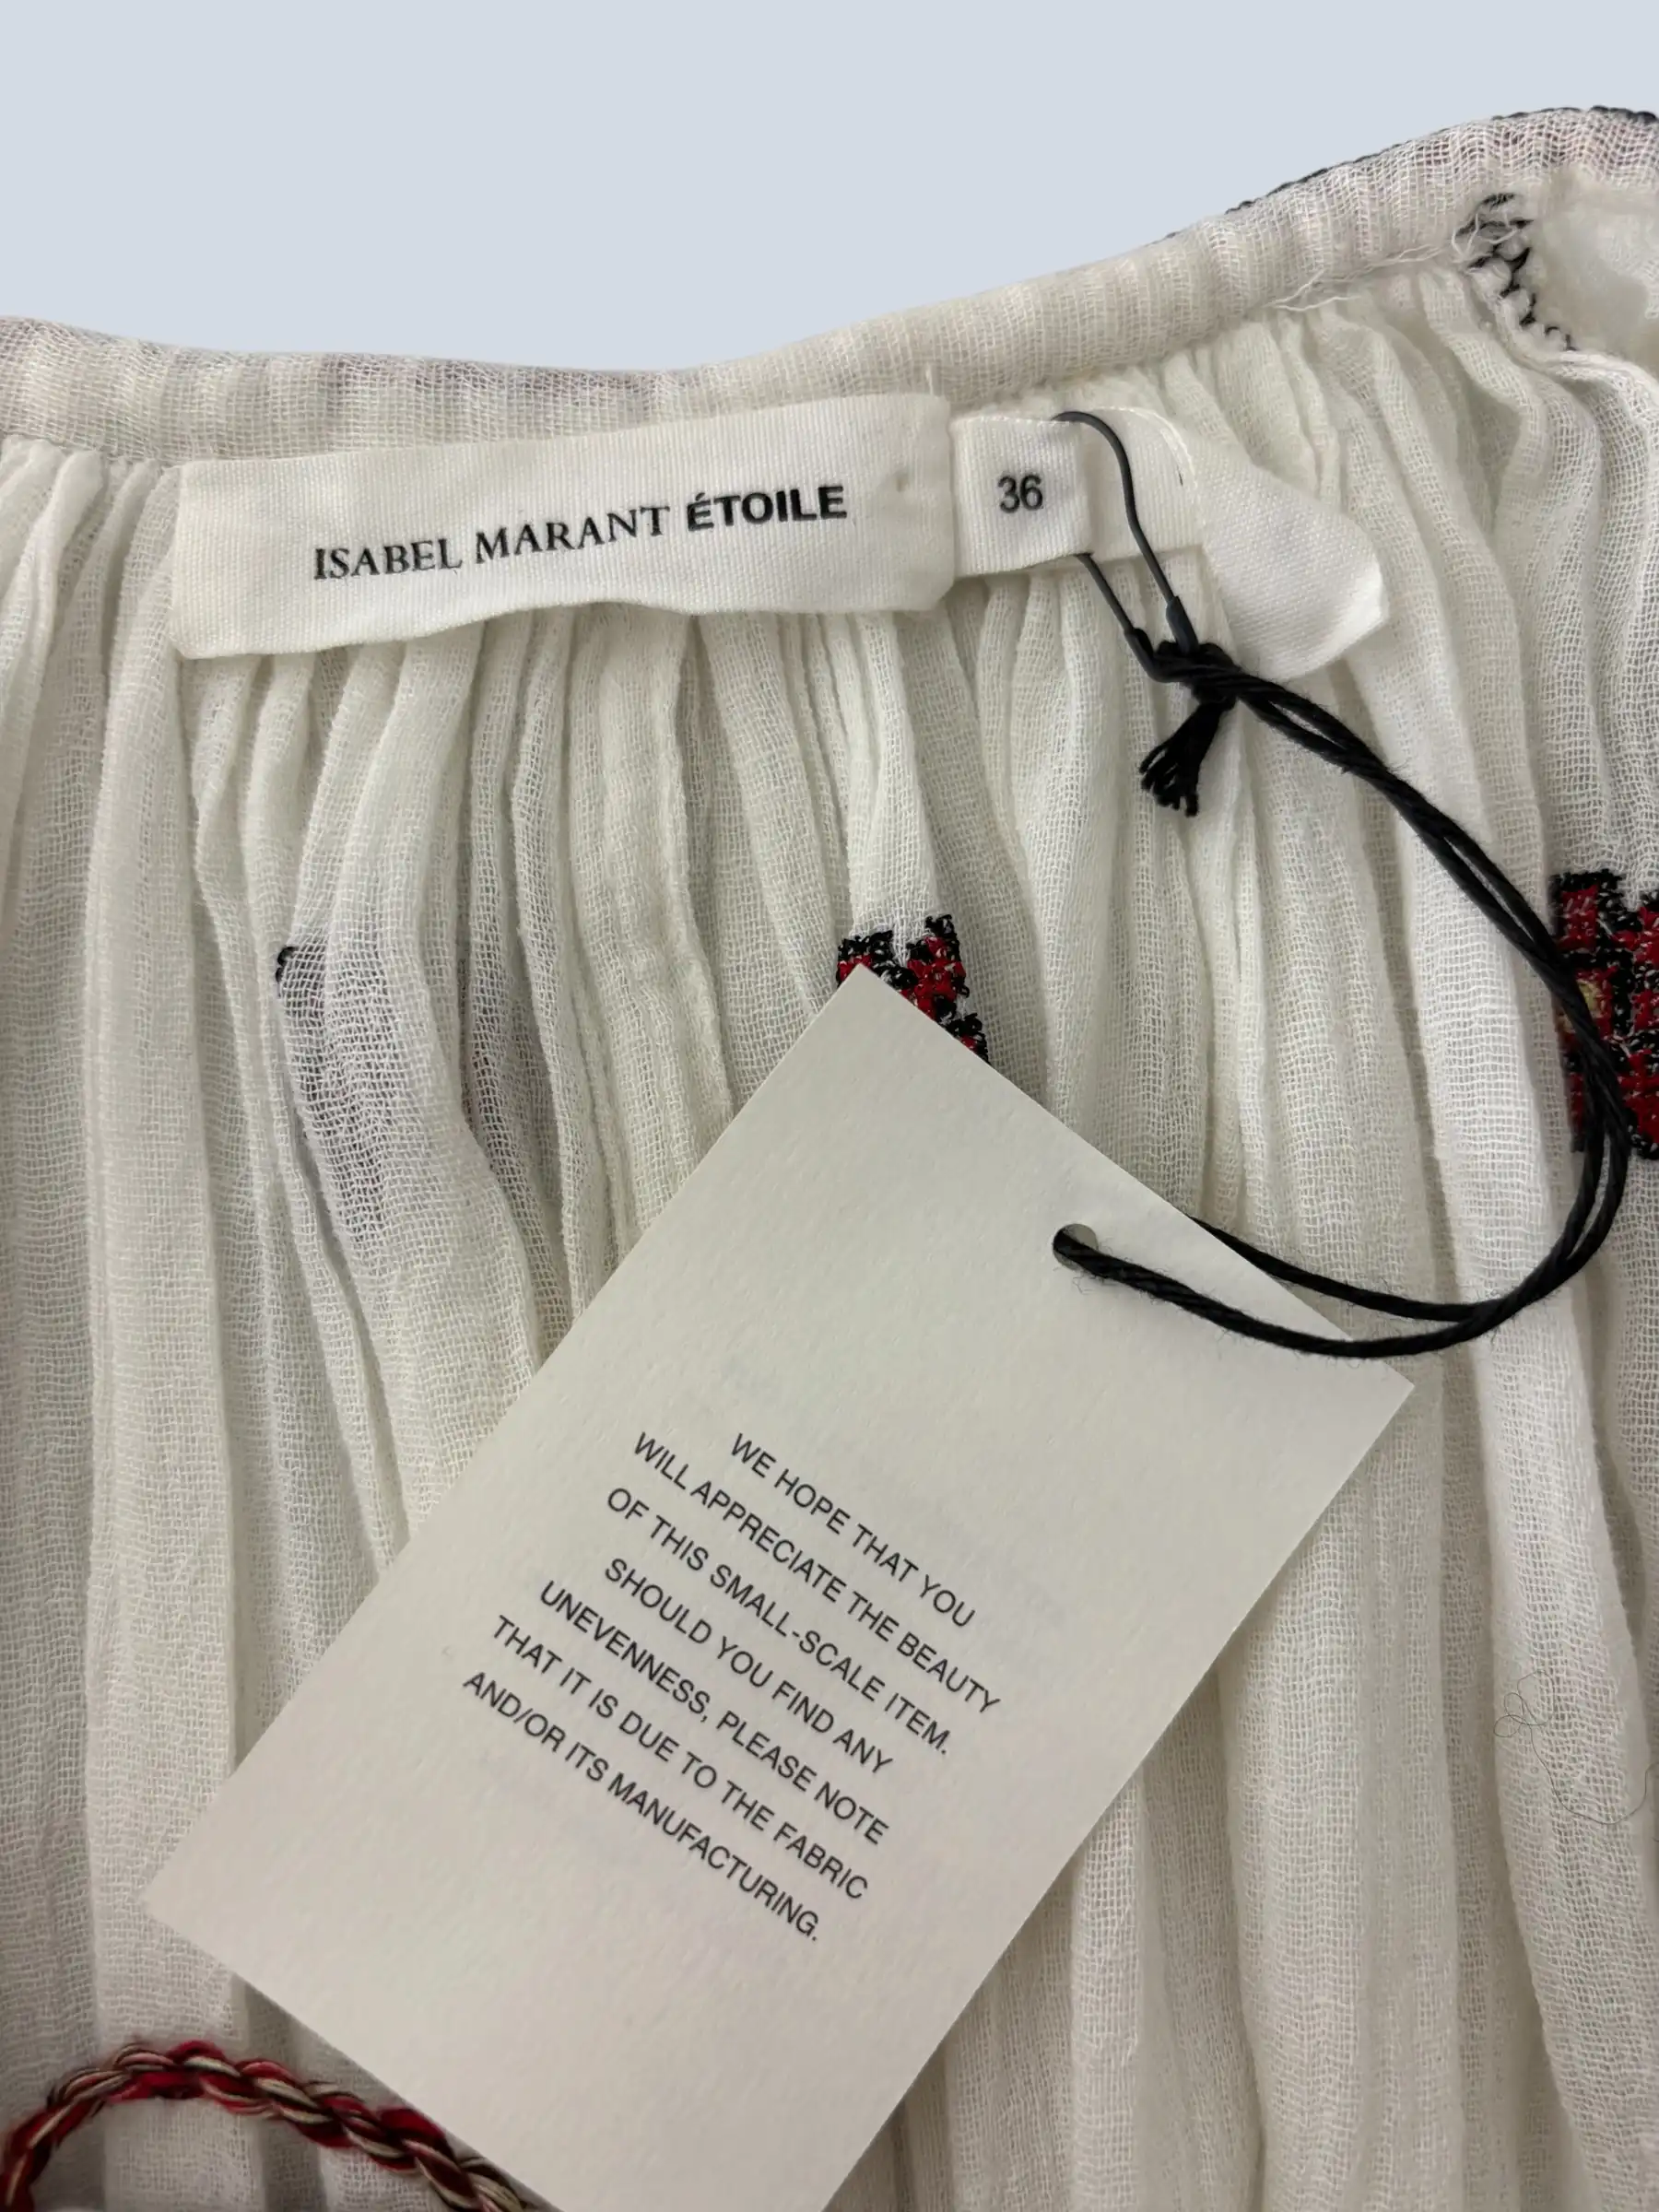 ISABEL MARANT ÉTOILE
36
WE HOPE THAT YOU
WILL APPRECIATE THE BEAUTY
OF THIS SMALL-SCALE ITEM.
SHOULD YOU FIND ANY
UNEVENNESS, PLEASE NOTE
THAT IT IS DUE TO THE FABRIC
AND/OR ITS MANUFACTURING.